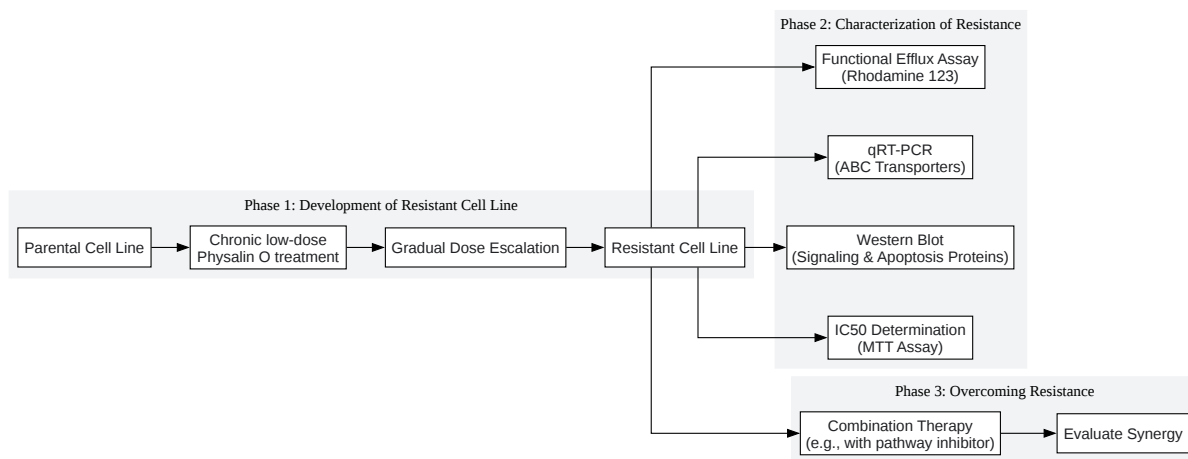 Phase 1: Development of Resistant Cell Line
Parental Cell Line
Chronic low-dose
Physalin O treatment
Gradual Dose Escalation
Resistant Cell Line
Phase 2: Characterization of Resistance
Functional Efflux Assay
(Rhodamine 123)
qRT-PCR
(ABC Transporters)
Western Blot
(Signaling & Apoptosis Proteins)
IC50 Determination
(MTT Assay)
Phase 3: Overcoming Resistance
Combination Therapy
(e.g., with pathway inhibitor)
Evaluate Synergy